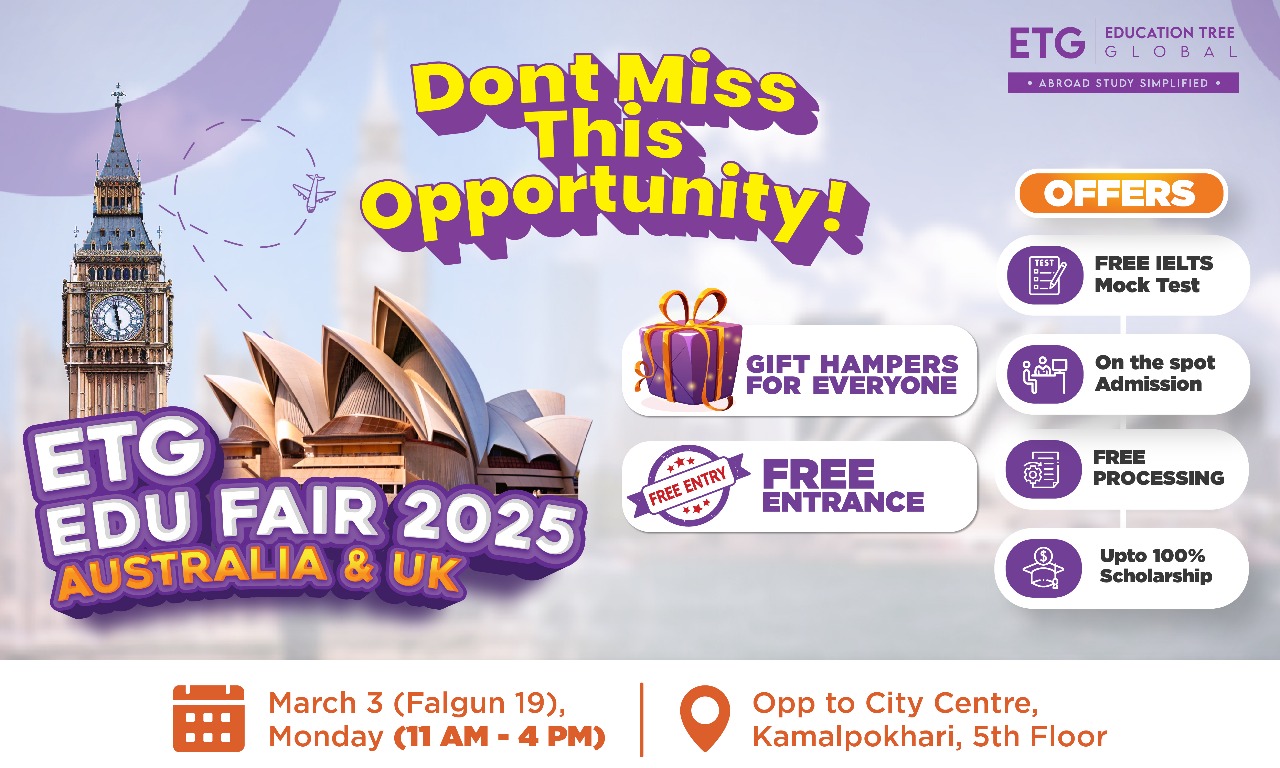 ETG
EDUCATION TREE
GLOBAL
• ABROAD STUDY SIMPLIFIED •
Dont Miss
This
Opportunity!
OFFERS
TEST
FREE IELTS
Mock Test
On the spot
Admission
FREE
PROCESSING
Upto 100%
Scholarship
GIFT HAMPERS
FOR EVERYONE
FREE ENTRY
FREE
ENTRANCE
ETG
EDU FAIR 2025
AUSTRALIA & UK
March 3 (Falgun 19),
Monday (11 AM - 4 PM)
Opp to City Centre,
Kamalpokhari, 5th Floor